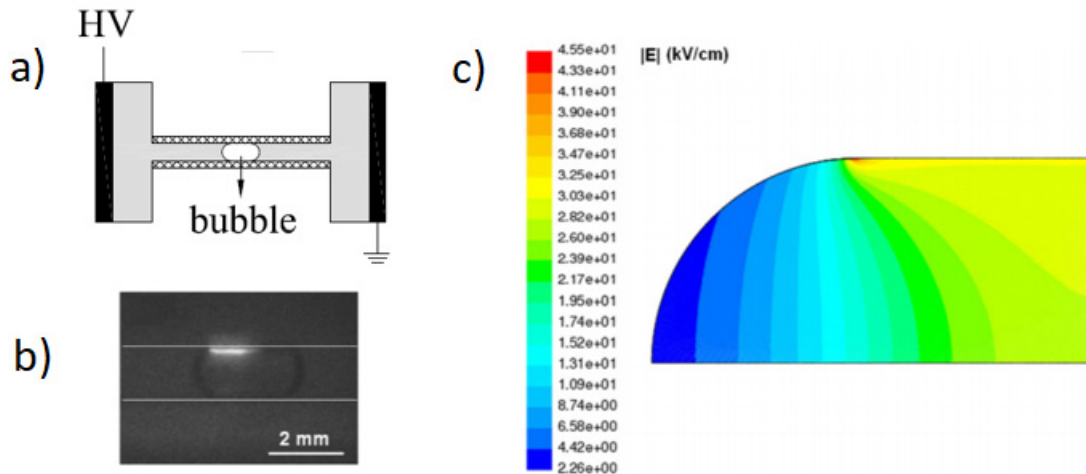 a)
HV
bubble
b)
2 mm
c)
|E| (kV/cm)
4.55e+01
4.33e+01
4.11e+01
3.90e+01
3.68e+01
3.47e+01
3.25e+01
3.03e+01
2.82e+01
2.60e+01
2.39e+01
2.17e+01
1.95e+01
1.74e+01
1.52e+01
1.31e+01
1.09e+01
8.74e+00
6.58e+00
4.42e+00
2.26e+00